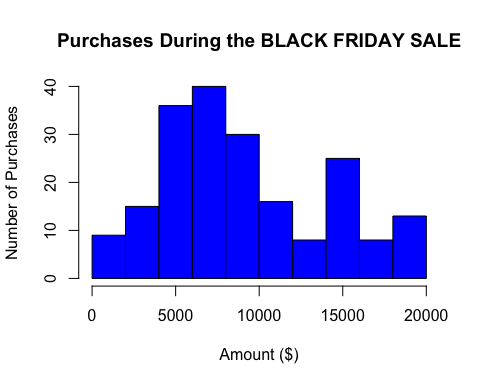 Purchases During the BLACK FRIDAY SALE
Number of Purchases
40
30
20
10
0
0 5000 10000 15000 20000
Amount ($)